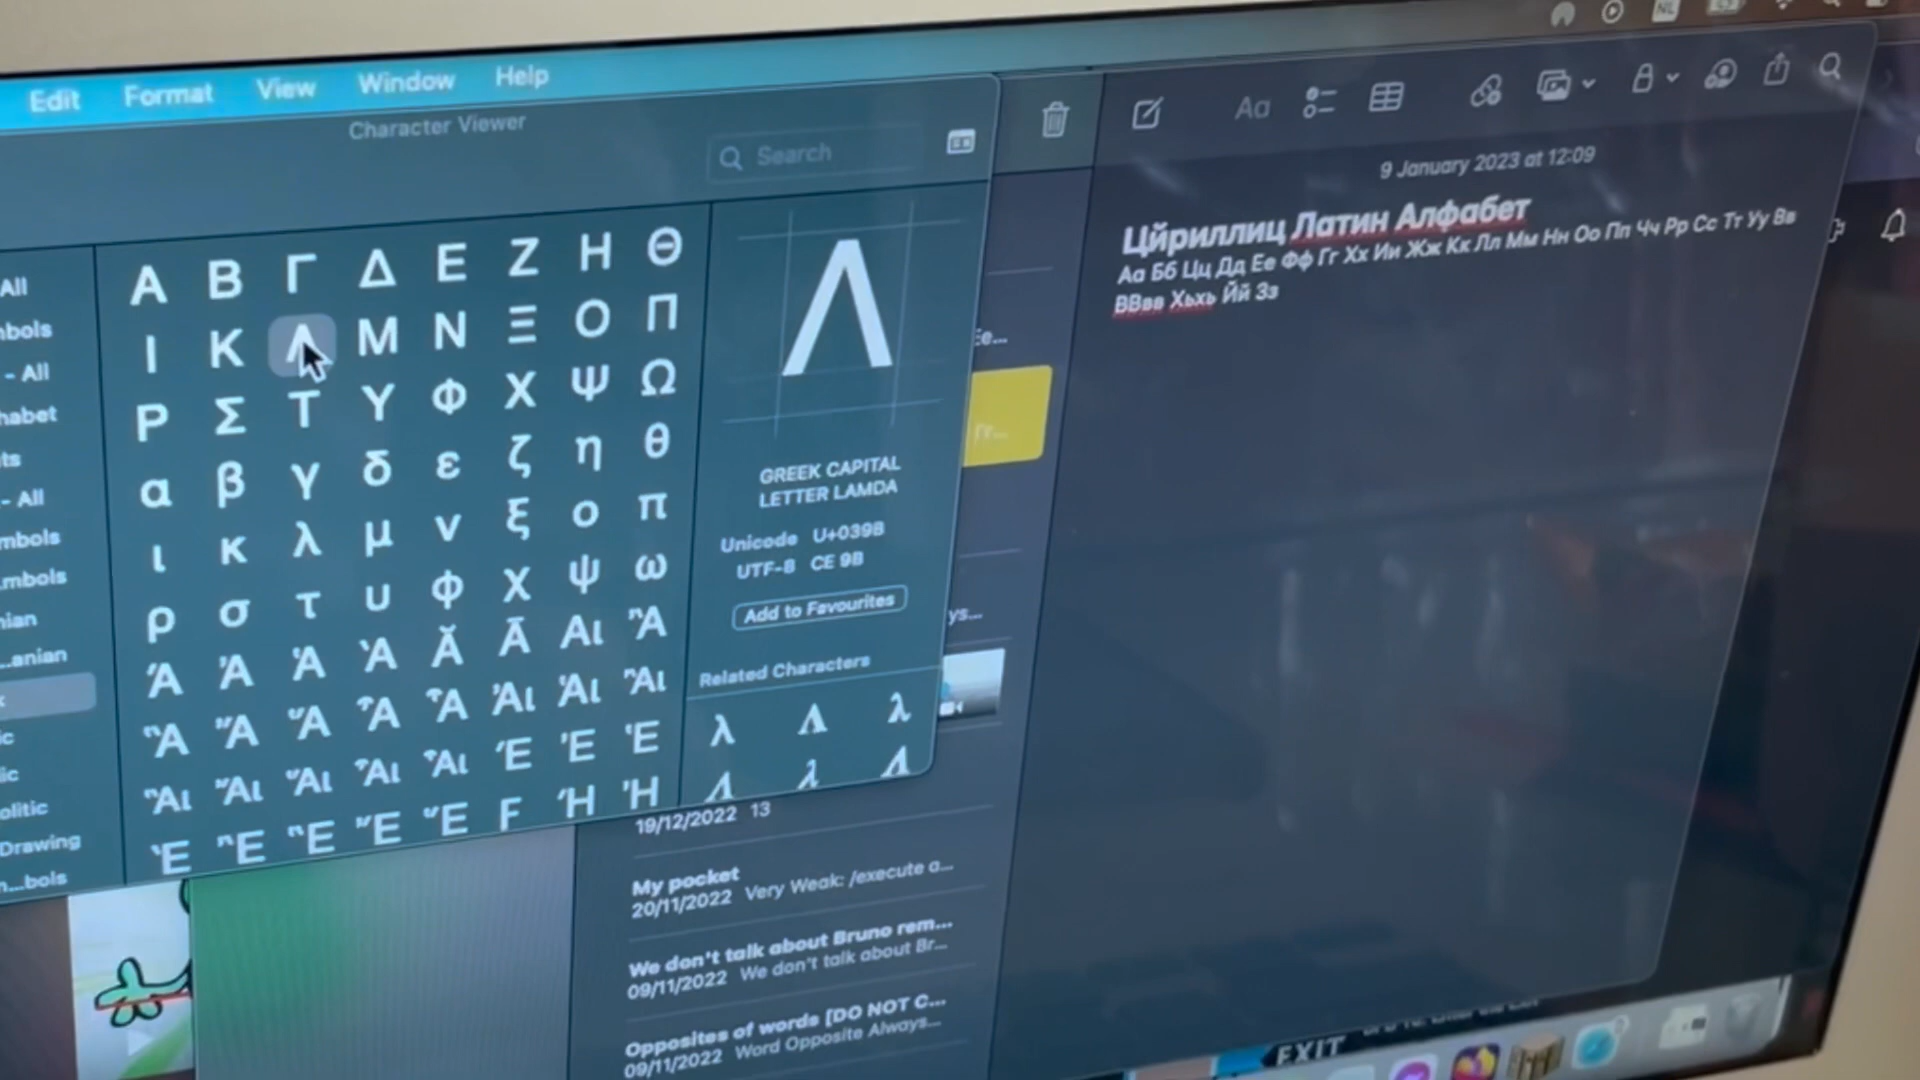 Edit Format View Window Help
NL
Character Viewer
Search
All
- All
- All
Α Β Γ Δ Ε Ζ Η Θ
Ι Κ Λ Μ Ν Ξ Ο Π
Ρ Σ Τ Υ Φ Χ Ψ Ω
α β γ δ ε ζ η θ
ι κ λ μ ν ξ ο π
ρ σ τ υ φ χ ψ ω
GREEK CAPITAL
LETTER LAMDA
Unicode U+039B
UTF-8 CE 9B
Add to Favourites
Related Characters
λ Λ λ
Drawing
9 January 2023 at 12:09
Цйриллиц Латин Алфабет
Аа Бб Цц Дд Ее Фф Гг Хх Ии Жж Кк Лл Мм Нн Оо Пп Чч Рр Сс Тт Уу Вв
ВВвв Хьхь Йй Зз
19/12/2022 13
My pocket
20/11/2022 Very Weak: /execute a...
We don't talk about Bruno rem...
09/11/2022 We don't talk about Br...
Opposites of words [DO NOT C...
09/11/2022 Word Opposite Always...
EXIT